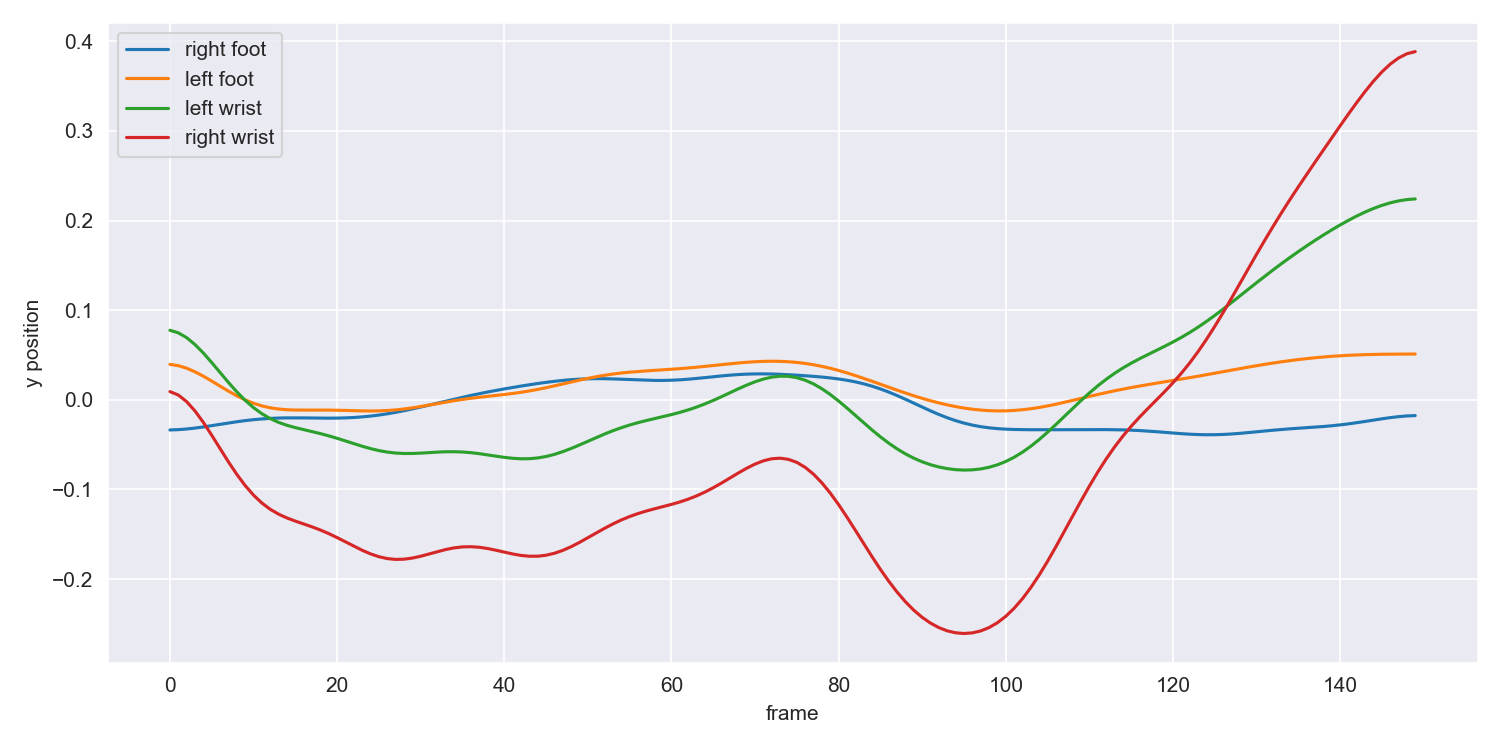 right foot
left foot
left wrist
right wrist
0.4
0.3
0.2
0.1
0.0
−0.1
−0.2
y position
0 20 40 60 80 100 120 140
frame